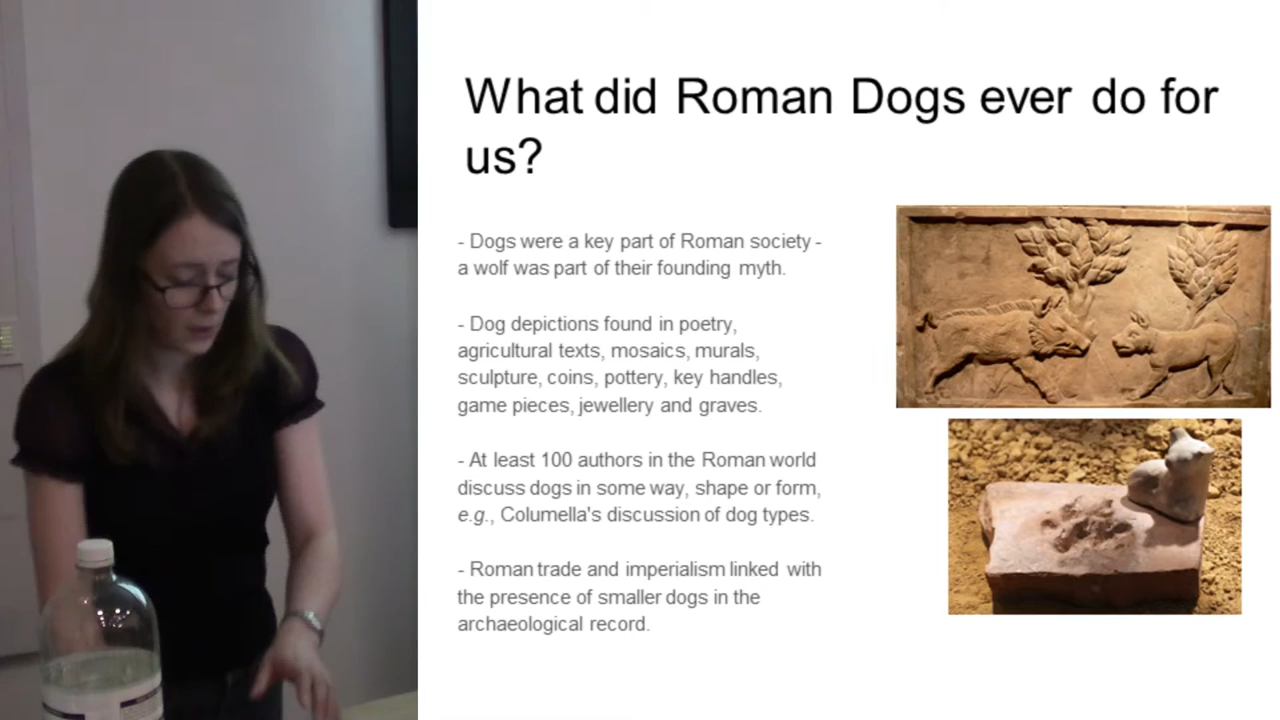 What did Roman Dogs ever do for
us?
- Dogs were a key part of Roman society -
a wolf was part of their founding myth.
- Dog depictions found in poetry,
agricultural texts, mosaics, murals,
sculpture, coins, pottery, key handles,
game pieces, jewellery and graves.
- At least 100 authors in the Roman world
discuss dogs in some way, shape or form,
e.g., Columella's discussion of dog types.
- Roman trade and imperialism linked with
the presence of smaller dogs in the
archaeological record.